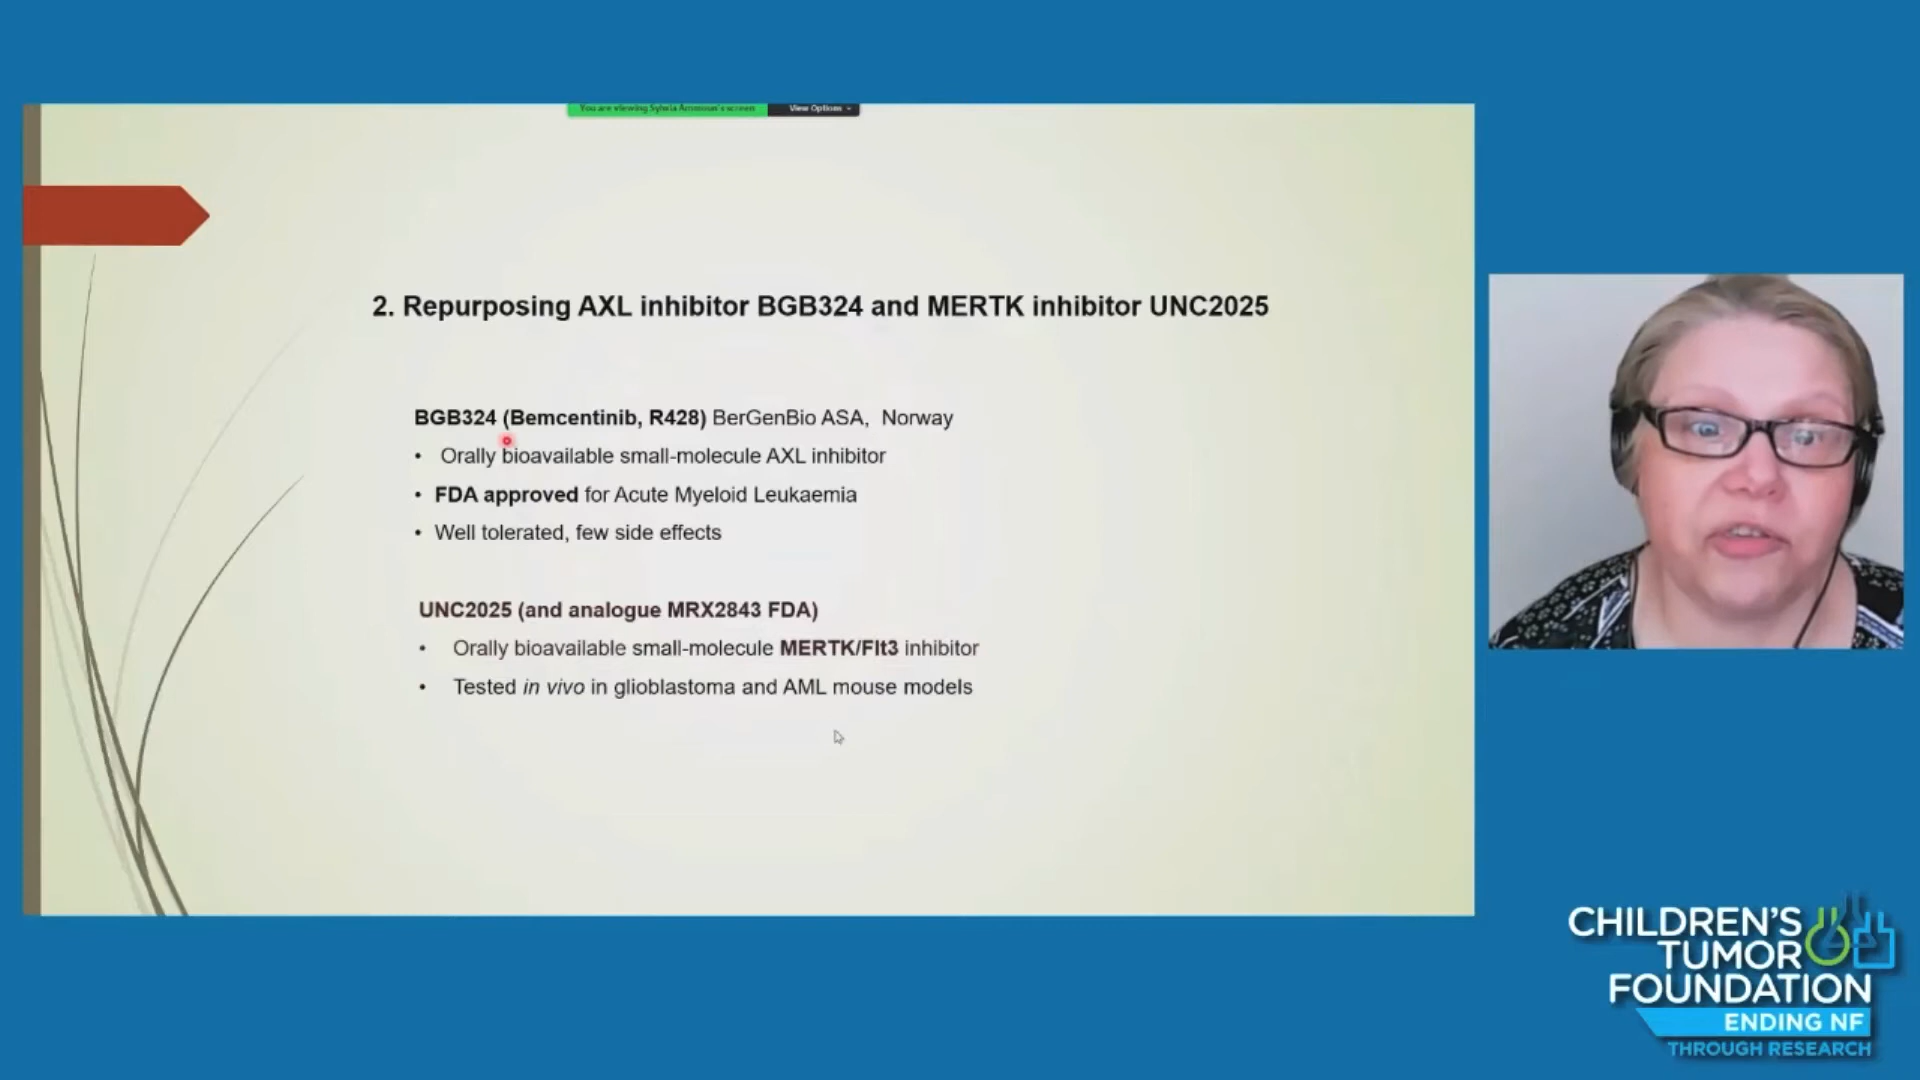 You are viewing Sylwia Ammoun's screen View Options
2. Repurposing AXL inhibitor BGB324 and MERTK inhibitor UNC2025
BGB324 (Bemcentinib, R428) BerGenBio ASA, Norway
• Orally bioavailable small-molecule AXL inhibitor
• FDA approved for Acute Myeloid Leukaemia
• Well tolerated, few side effects
UNC2025 (and analogue MRX2843 FDA)
• Orally bioavailable small-molecule MERTK/Flt3 inhibitor
• Tested in vivo in glioblastoma and AML mouse models
CHILDREN'S
TUMOR
FOUNDATION
ENDING NF
THROUGH RESEARCH